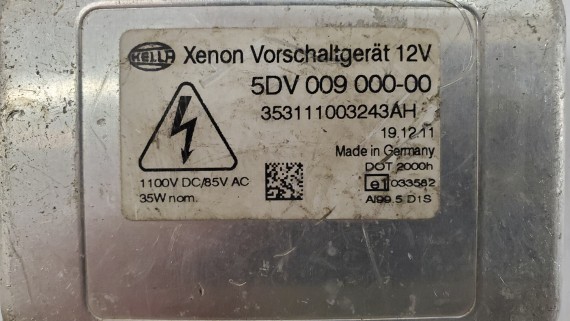 HELLA Xenon Vorschaltgerät 12V
5DV 009 000-00
353111003243AH
19.12.11
Made in Germany
DOT 2000h
1100V DC/85V AC
e1 033582
35W nom.
Al99.5 D1S